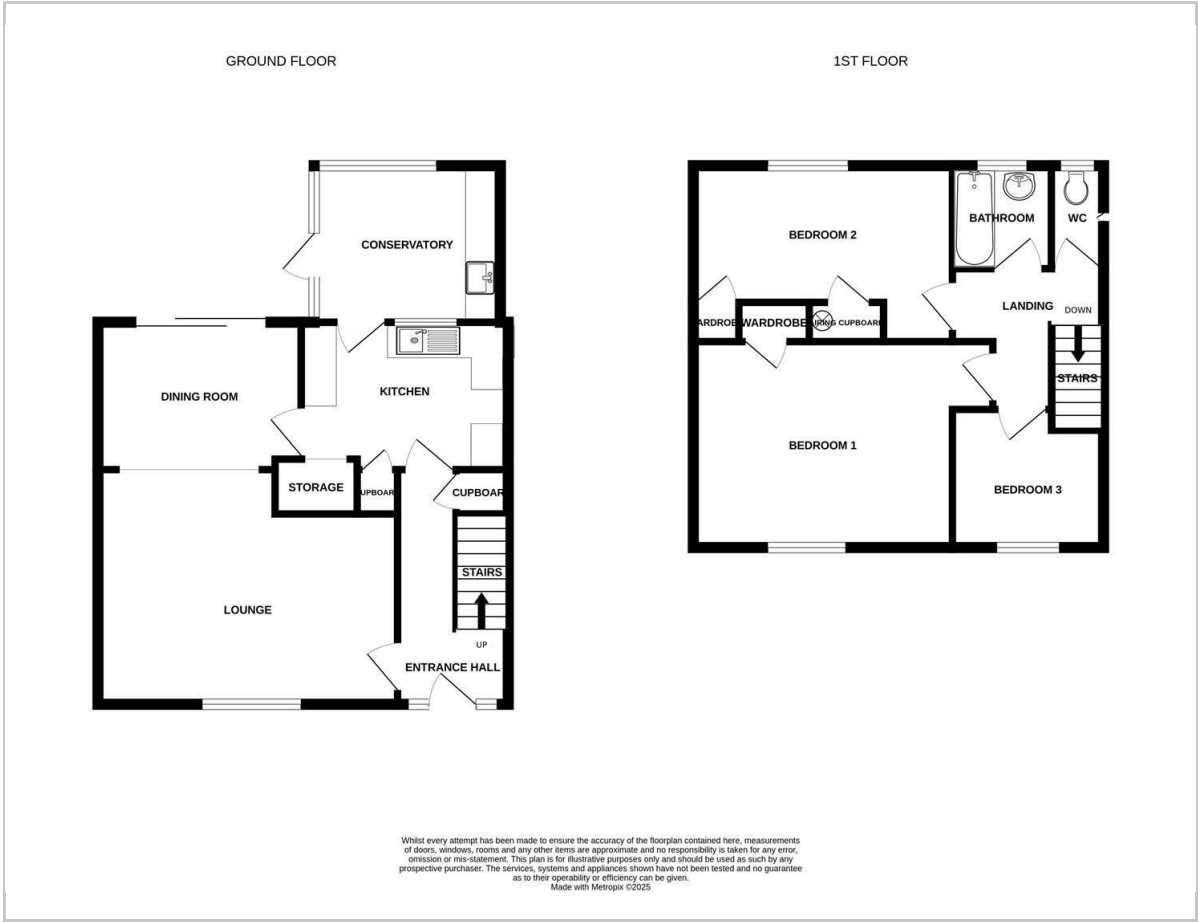 GROUND FLOOR
CONSERVATORY
DINING ROOM
KITCHEN
STORAGE
UPBOAR
CUPBOAR
STAIRS
LOUNGE
UP
ENTRANCE HALL
1ST FLOOR
BATHROOM
WC
BEDROOM 2
LANDING
DOWN
ARDROBE
WARDROBE
IRING CUPBOARD
STAIRS
BEDROOM 1
BEDROOM 3
Whilst every attempt has been made to ensure the accuracy of the floorplan contained here, measurements
of doors, windows, rooms and any other items are approximate and no responsibility is taken for any error,
omission or mis-statement. This plan is for illustrative purposes only and should be used as such by any
prospective purchaser. The services, systems and appliances shown have not been tested and no guarantee
as to their operability or efficiency can be given.
Made with Metropix ©2025